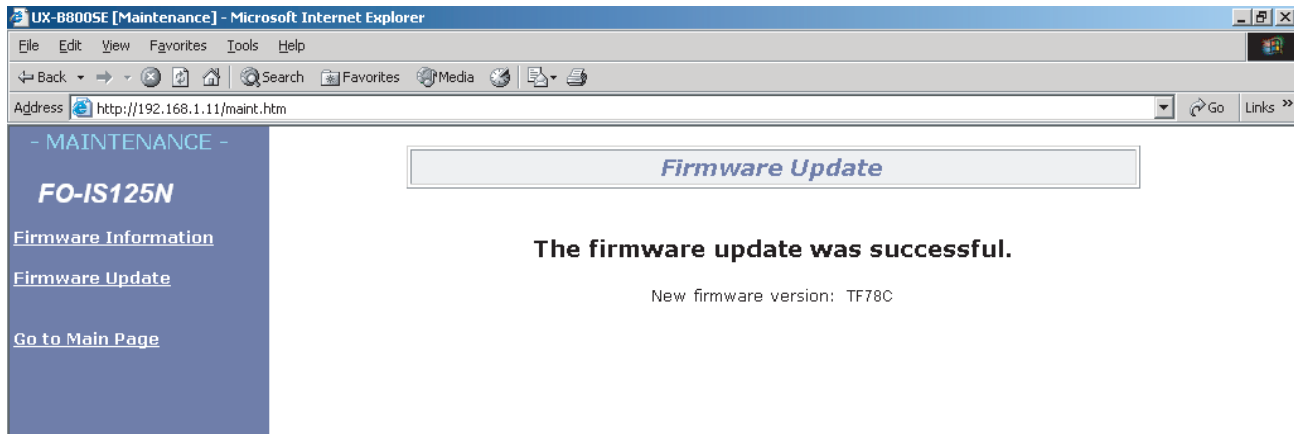 UX-B800SE [Maintenance] - Microsoft Internet Explorer
File Edit View Favorites Tools Help
Back Search Favorites Media
Address http://192.168.1.11/maint.htm Go Links »
- MAINTENANCE -
FO-IS125N
Firmware Information
Firmware Update
Go to Main Page
Firmware Update
The firmware update was successful.
New firmware version: TF78C